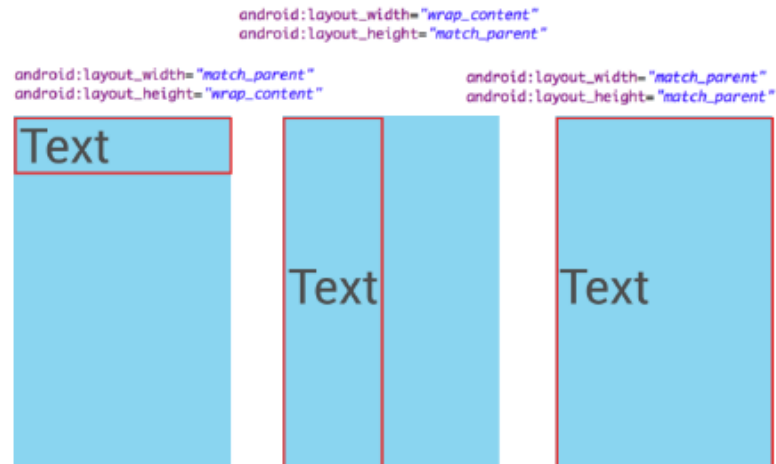 android:layout_width="wrap_content"
android:layout_height="match_parent"
android:layout_width="match_parent"
android:layout_height="wrap_content"
android:layout_width="match_parent"
android:layout_height="match_parent"
Text
Text
Text